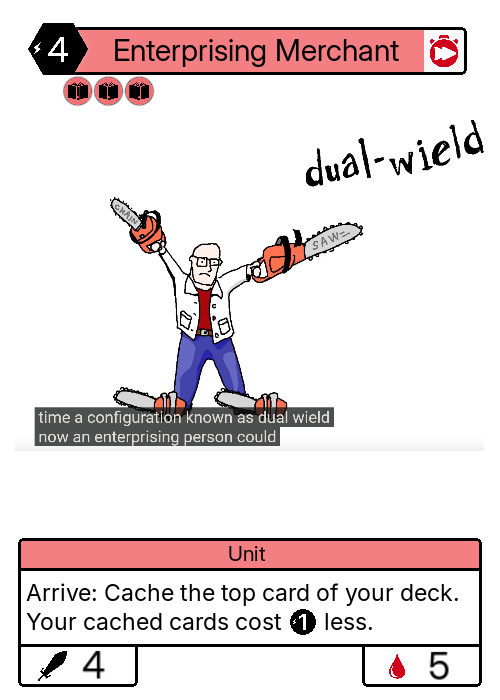 4 Enterprising Merchant
dual-wield
CHAIN
SAW=
time a configuration known as dual wield
now an enterprising person could
Unit
Arrive: Cache the top card of your deck.
Your cached cards cost 1 less.
4 5